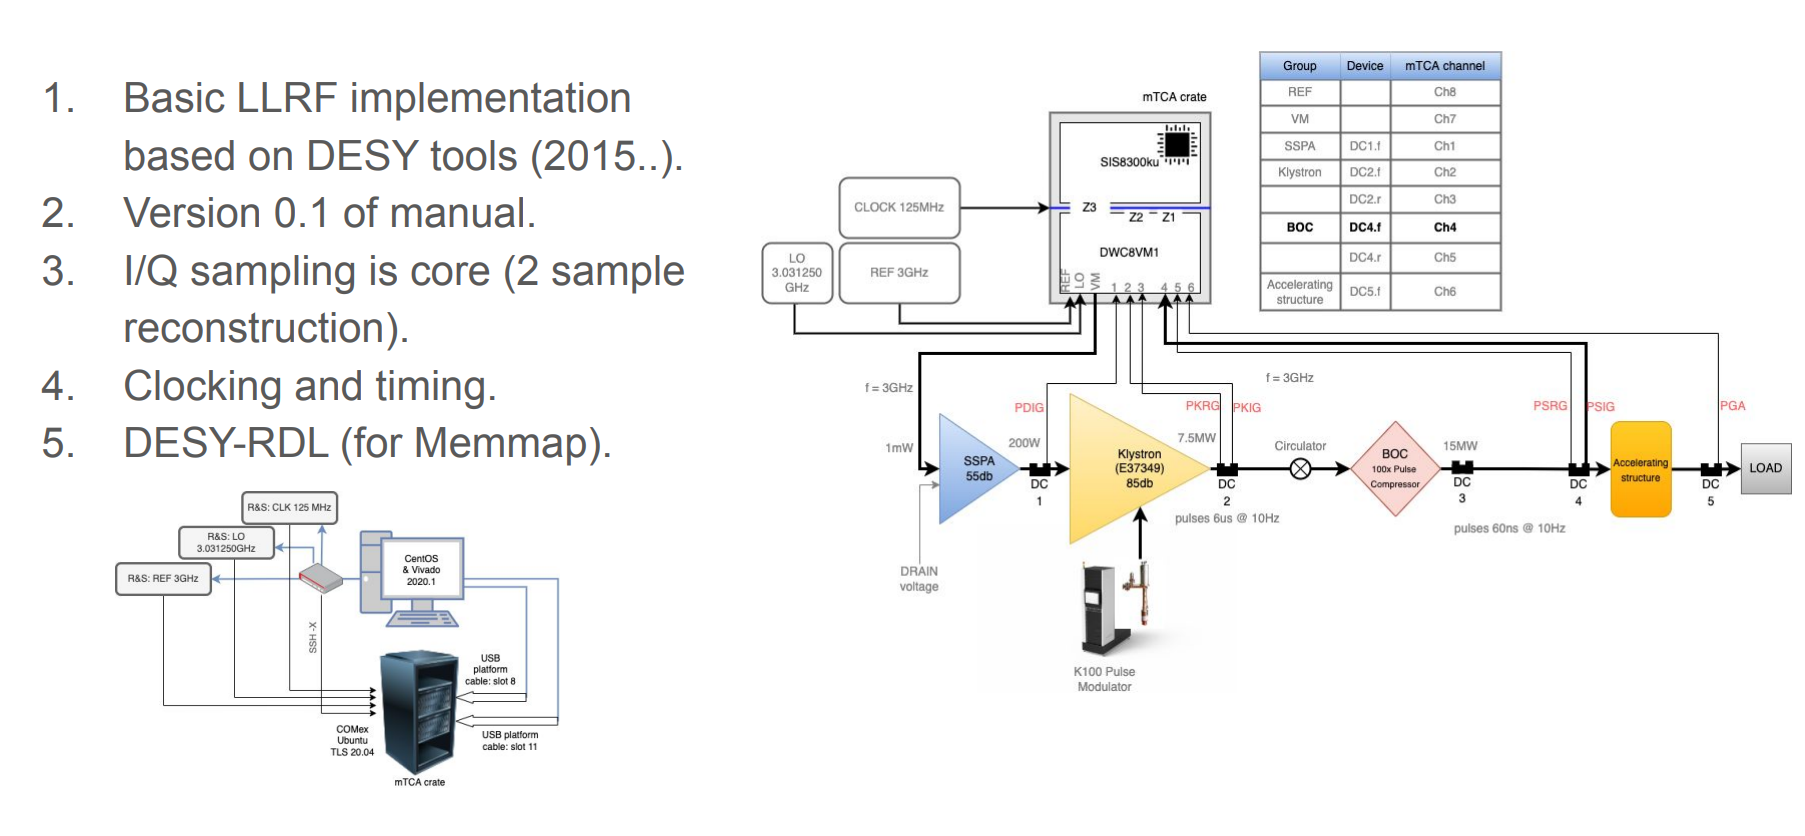 1. Basic LLRF implementation
based on DESY tools (2015..).
2. Version 0.1 of manual.
3. I/Q sampling is core (2 sample
reconstruction).
4. Clocking and timing.
5. DESY-RDL (for Memmap).
R&S: CLK 125 MHz
R&S: LO
3.031250GHz
R&S: REF 3GHz
CentOS
& Vivado
2020.1
SSH -X
USB
platform
cable: slot 8
USB platform
cable: slot 11
COMex
Ubuntu
TLS 20.04
mTCA crate
mTCA crate
SIS8300ku
CLOCK 125MHz
Z3
Z2
Z1
LO
3.031250
GHz
REF 3GHz
DWC8VM1
REF
LO
VM
1 2 3 4 5 6
Group Device mTCA channel
REF Ch8
VM Ch7
SSPA DC1.f Ch1
Klystron DC2.f Ch2
DC2.r Ch3
BOC DC4.f Ch4
DC4.r Ch5
Accelerating
structure DC5.f Ch6
f = 3GHz
f = 3GHz
PDIG
PKRG
PKIG
PSRG
PSIG
PGA
1mW
SSPA
55db
200W
DC
1
Klystron
(E37349)
85db
7.5MW
DC
2
pulses 6us @ 10Hz
Circulator
BOC
100x Pulse
Compressor
15MW
DC
3
pulses 60ns @ 10Hz
DC
4
Accelerating
structure
DC
5
LOAD
DRAIN
voltage
K100 Pulse
Modulator